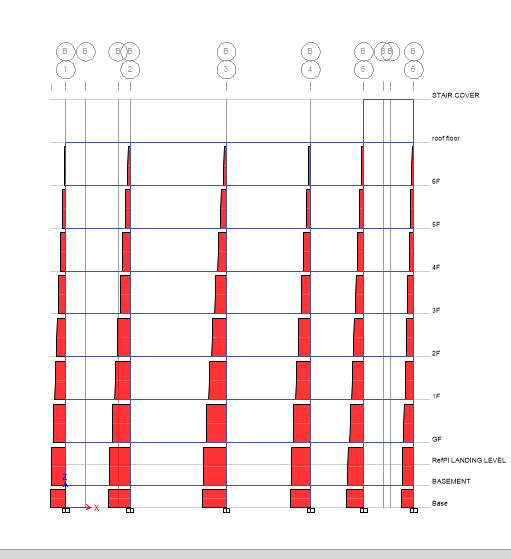 B B B B B B B B B B
1 2 3 4 5 6
STAIR COVER
roof floor
6F
5F
4F
3F
2F
1F
GF
RefPl LANDING LEVEL
BASEMENT
Z
Base
X